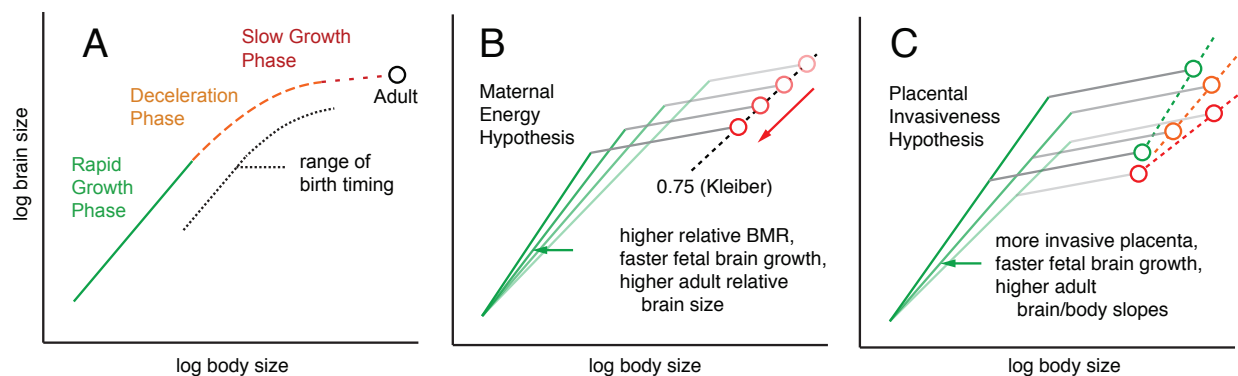 A
Slow Growth
Phase
Deceleration
Phase
Adult
Rapid
Growth
Phase
range of
birth timing
log brain size
log body size
B
Maternal
Energy
Hypothesis
0.75 (Kleiber)
higher relative BMR,
faster fetal brain growth,
higher adult relative
brain size
log body size
C
Placental
Invasiveness
Hypothesis
more invasive placenta,
faster fetal brain growth,
higher adult
brain/body slopes
log body size